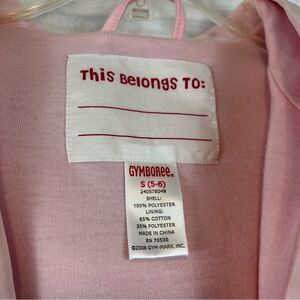 This Belongs To:
GYMBOREE.
S (5-6)
240578049
SHELL:
100% POLYESTER
LINING:
65% COTTON
35% POLYESTER
MADE IN CHINA
RN 70530
©2008 GYM-MARK, INC.